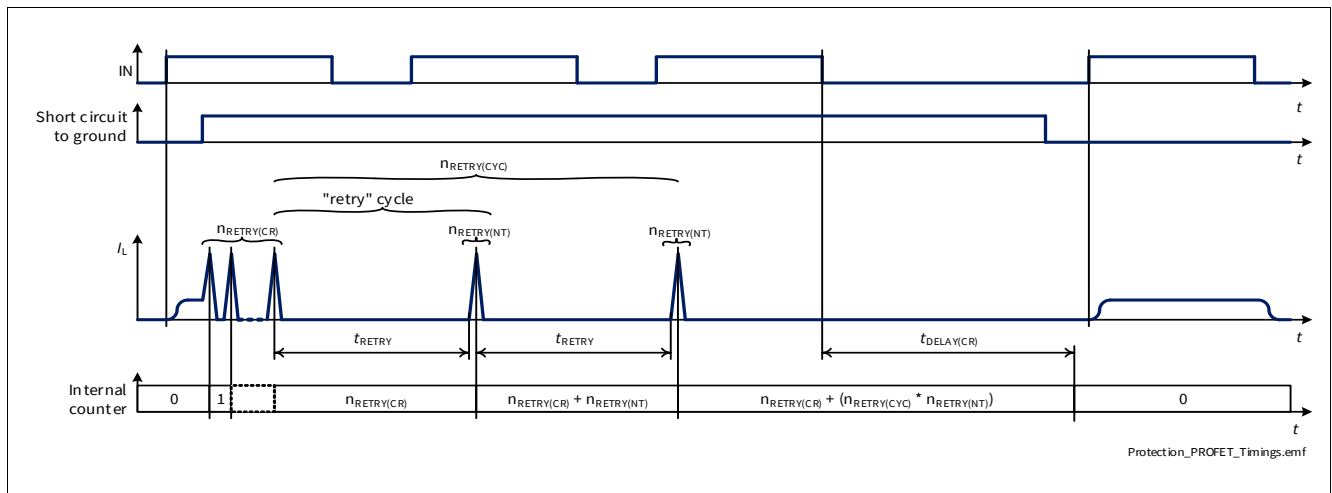 IN
t
Short circuit
to ground
t
nRETRY(CYC)
"retry" cycle
nRETRY(CR)
nRETRY(NT)
nRETRY(NT)
IL
t
tRETRY
tRETRY
tDELAY(CR)
Internal
counter
0
1
nRETRY(CR)
nRETRY(CR) + nRETRY(NT)
nRETRY(CR) + (nRETRY(CYC) * nRETRY(NT))
0
t
Protection_PROFET_Timings.emf